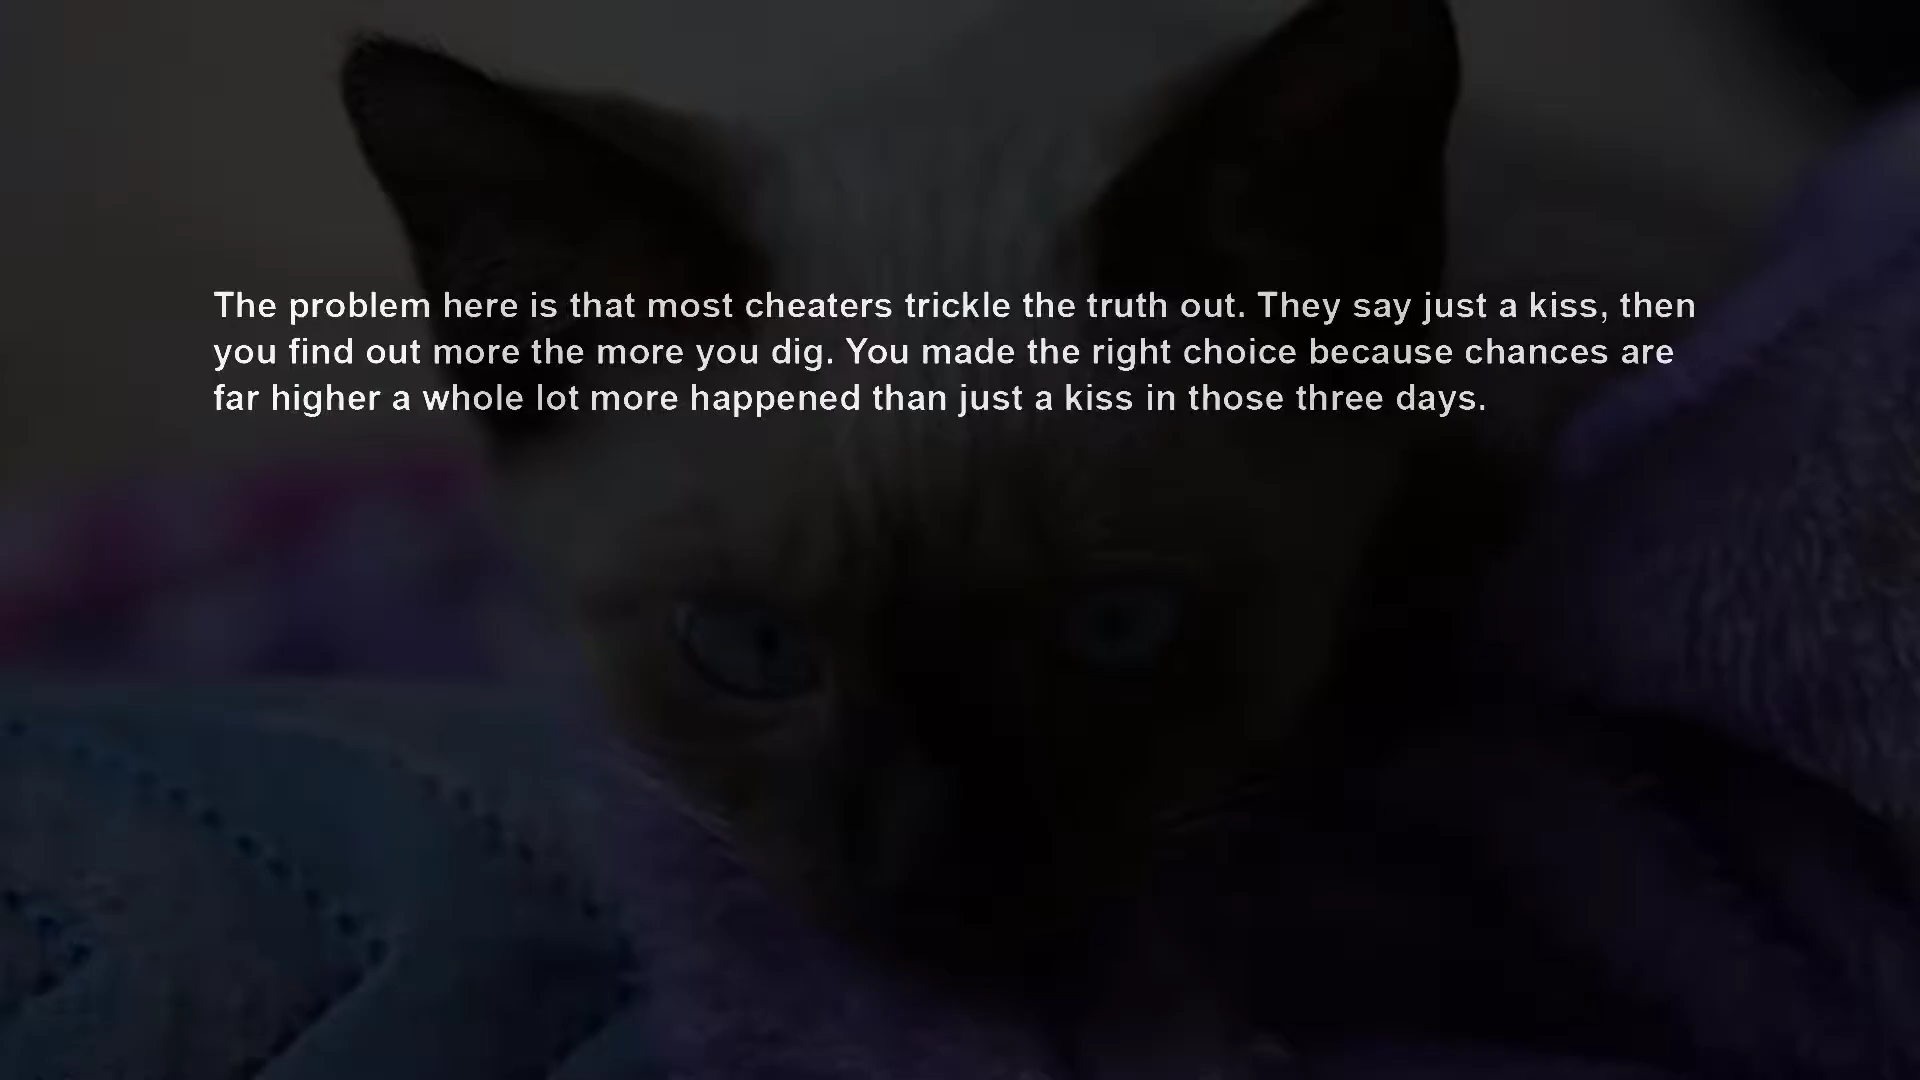 The problem here is that most cheaters trickle the truth out. They say just a kiss, then
you find out more the more you dig. You made the right choice because chances are
far higher a whole lot more happened than just a kiss in those three days.